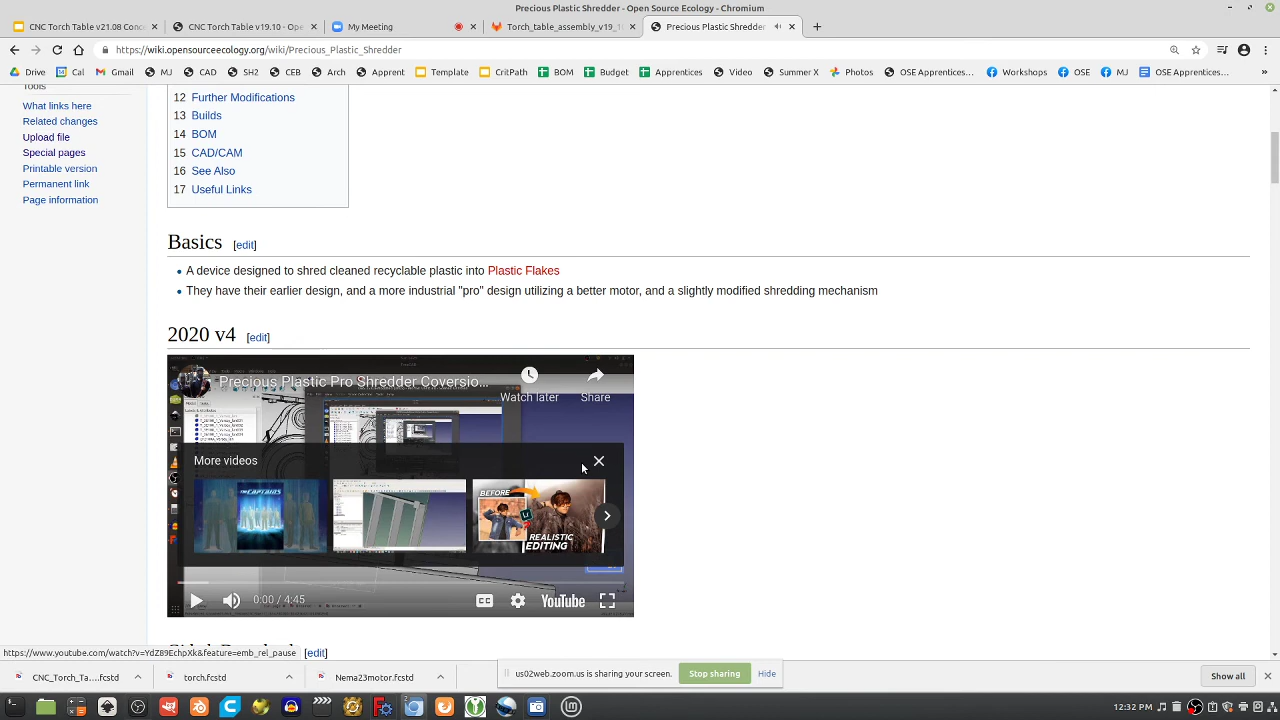 Precious Plastic Shredder - Open Source Ecology - Chromium
CNC Torch Table v21.08 Conc
CNC Torch Table v19.10 - Op
My Meeting
Torch_table_assembly_v19_1
Precious Plastic Shredder
https://wiki.opensourceecology.org/wiki/Precious_Plastic_Shredder
Drive
Cal
Gmail
MJ
CAD
SH2
CEB
Arch
Apprent
Template
CritPath
BOM
Budget
Apprentices
Video
Summer X
Photos
OSE Apprentices…
Workshops
OSE
MJ
OSE Apprentices…
Tools
What links here
Related changes
Upload file
Special pages
Printable version
Permanent link
Page information
12 Further Modifications
13 Builds
14 BOM
15 CAD/CAM
16 See Also
17 Useful Links
Basics [edit]
A device designed to shred cleaned recyclable plastic into Plastic Flakes
They have their earlier design, and a more industrial "pro" design utilizing a better motor, and a slightly modified shredding mechanism
2020 v4 [edit]
Precious Plastic Pro Shredder Coversio...
Watch later
Share
More videos
THE CAPTAINS
BEFORE
Lr
REALISTIC
EDITING
0:00 / 4:45
CC
YouTube
[edit]
https://www.youtube.com/watch?v=YdZ89EchpXk&feature=emb_rel_pause
CNC_Torch_Ta....fcstd
torch.fcstd
Nema23motor.fcstd
us02web.zoom.us is sharing your screen.
Stop sharing
Hide
Show all
12:32 PM